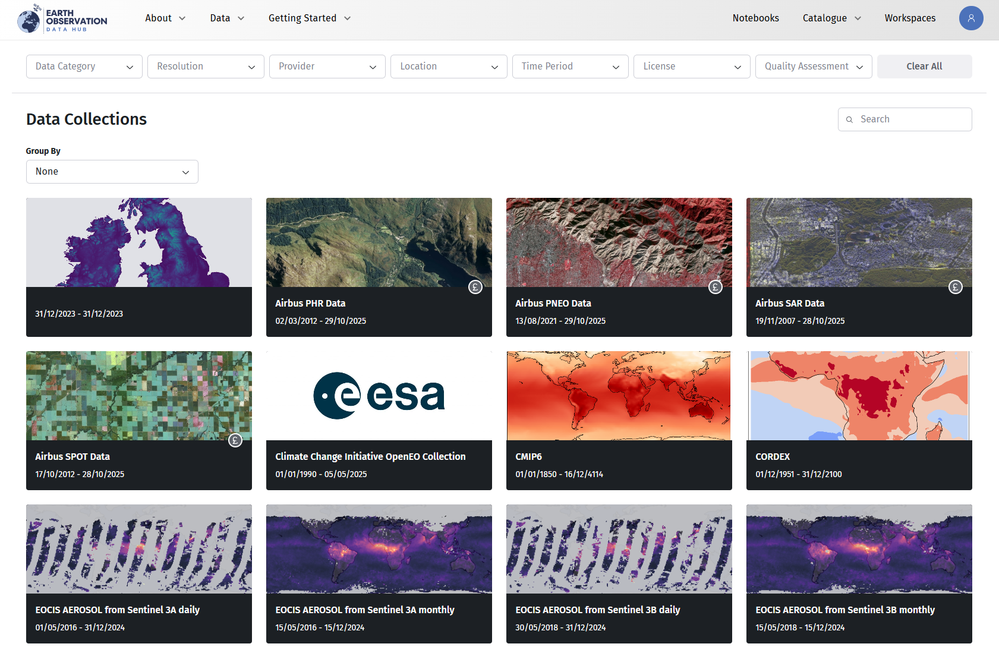 EARTH
OBSERVATION
DATA HUB
About
Data
Getting Started
Notebooks
Catalogue
Workspaces
Data Category
Resolution
Provider
Location
Time Period
License
Quality Assessment
Clear All
Data Collections
Search
Group By
None
31/12/2023 - 31/12/2023
£
Airbus PHR Data
02/03/2012 - 29/10/2025
£
Airbus PNEO Data
13/08/2021 - 29/10/2025
£
Airbus SAR Data
19/11/2007 - 28/10/2025
£
Airbus SPOT Data
17/10/2012 - 28/10/2025
esa
Climate Change Initiative OpenEO Collection
01/01/1990 - 05/05/2025
CMIP6
01/01/1850 - 16/12/4114
CORDEX
01/12/1951 - 31/12/2100
EOCIS AEROSOL from Sentinel 3A daily
01/05/2016 - 31/12/2024
EOCIS AEROSOL from Sentinel 3A monthly
15/05/2016 - 15/12/2024
EOCIS AEROSOL from Sentinel 3B daily
30/05/2018 - 31/12/2024
EOCIS AEROSOL from Sentinel 3B monthly
15/05/2018 - 15/12/2024